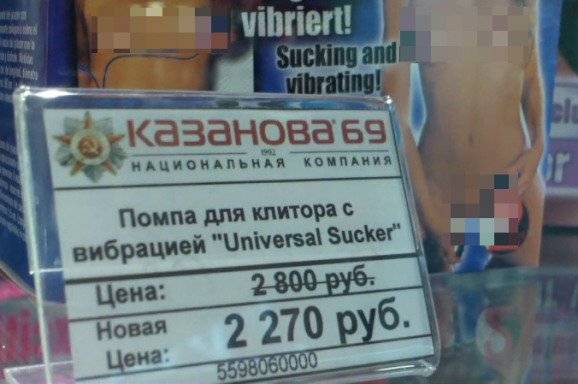 vibriert!
Sucking and
vibrating!
КАЗАНОВА 69
1992
НАЦИОНАЛЬНАЯ КОМПАНИЯ
Помпа для клитора с
вибрацией "Universal Sucker"
Цена: 2 800 руб.
Новая
Цена: 2 270 руб.
5598060000